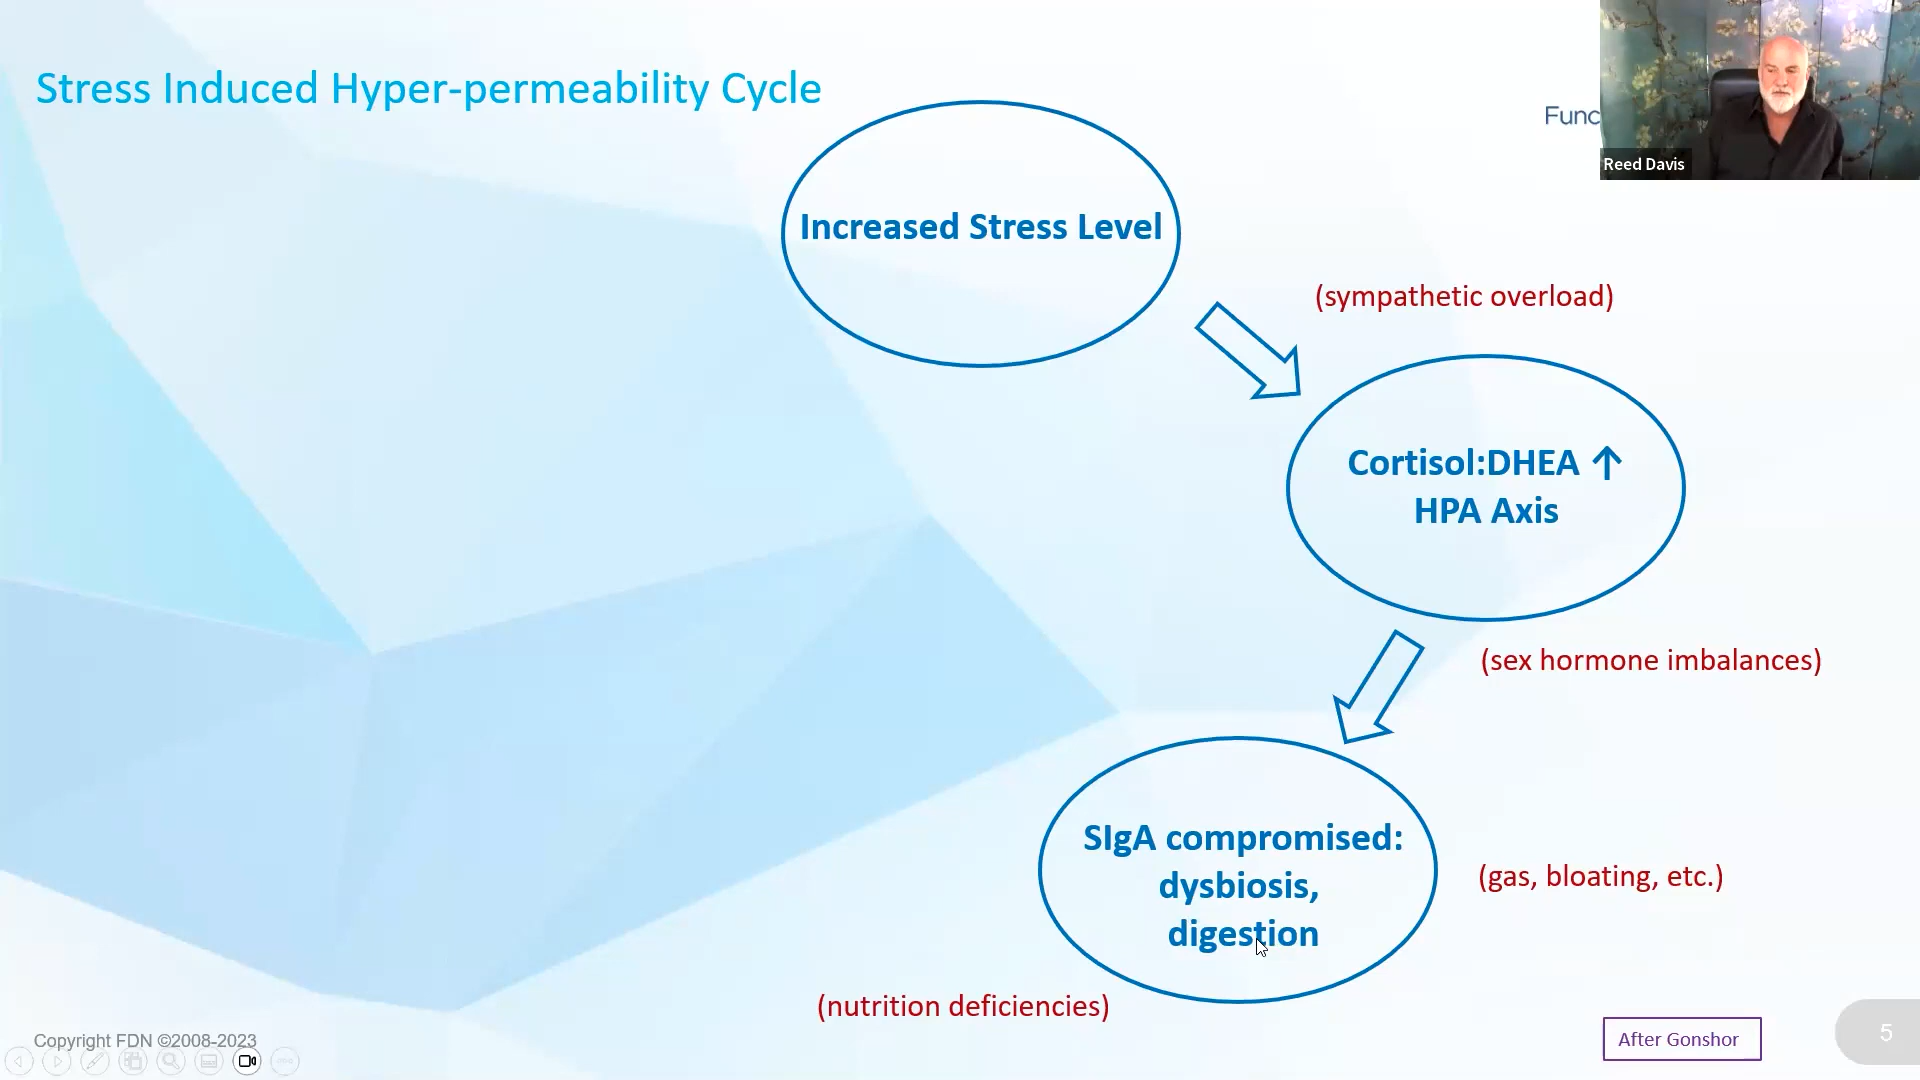 Stress Induced Hyper-permeability Cycle
Func
Reed Davis
Increased Stress Level
(sympathetic overload)
Cortisol:DHEA ↑
HPA Axis
(sex hormone imbalances)
SIgA compromised:
dysbiosis,
digestion
(gas, bloating, etc.)
(nutrition deficiencies)
Copyright FDN ©2008-2023
After Gonshor
5